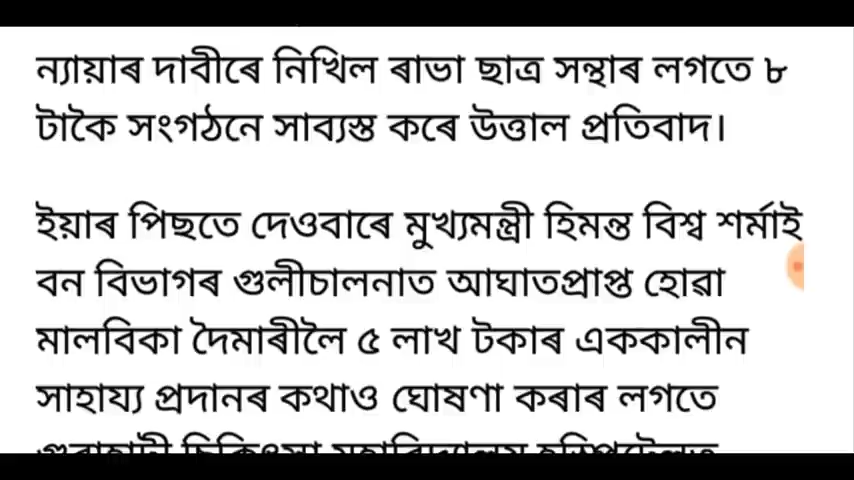 ন্যায়াৰ দাবীৰে নিখিল ৰাভা ছাত্ৰ সন্থাৰ লগতে ৮
টাকৈ সংগঠনে সাব্যস্ত কৰে উত্তাল প্ৰতিবাদ।
ইয়াৰ পিছতে দেওবাৰে মুখ্যমন্ত্ৰী হিমন্ত বিশ্ব শৰ্মাই
বন বিভাগৰ গুলীচালনাত আঘাতপ্ৰাপ্ত হোৱা
মালবিকা দৈমাৰীলৈ ৫ লাখ টকাৰ এককালীন
সাহায্য প্ৰদানৰ কথাও ঘোষণা কৰাৰ লগতে